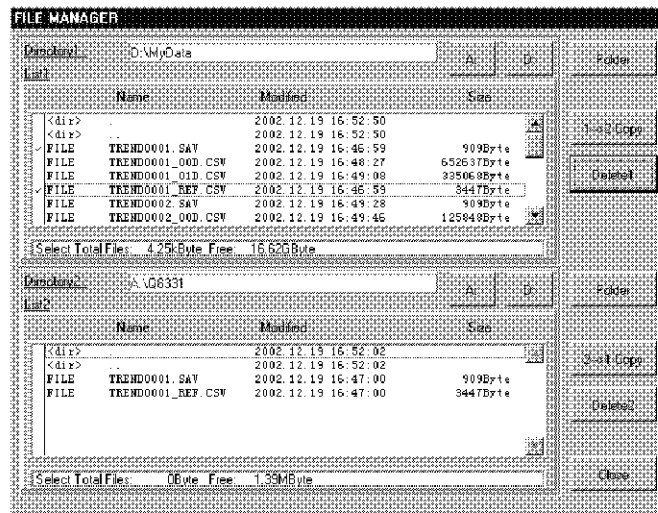 FILE MANAGER
Directory1 D:\MyData A: D: Folder
List1
Name Modified Size
<dir> . 2002.12.19 16:52:50
<dir> .. 2002.12.19 16:52:50
1-->2 Copy
✓FILE TREND0001.SAV 2002.12.19 16:46:59 909Byte
FILE TREND0001_00D.CSV 2002.12.19 16:48:27 652637Byte
FILE TREND0001_01D.CSV 2002.12.19 16:49:08 335068Byte
Delete1
✓FILE TREND0001_REF.CSV 2002.12.19 16:46:59 3447Byte
FILE TREND0002.SAV 2002.12.19 16:49:28 909Byte
FILE TREND0002_00D.CSV 2002.12.19 16:49:46 125848Byte
Select Total Files: 4.25kByte Free: 16.62GByte
Directory2 A:\Q8331 A: D: Folder
List2
Name Modified Size
<dir> . 2002.12.19 16:52:02
<dir> .. 2002.12.19 16:52:02
2-->1 Copy
FILE TREND0001.SAV 2002.12.19 16:47:00 909Byte
FILE TREND0001_REF.CSV 2002.12.19 16:47:00 3447Byte
Delete2
Select Total Files: 0Byte Free: 1.39MByte
Close